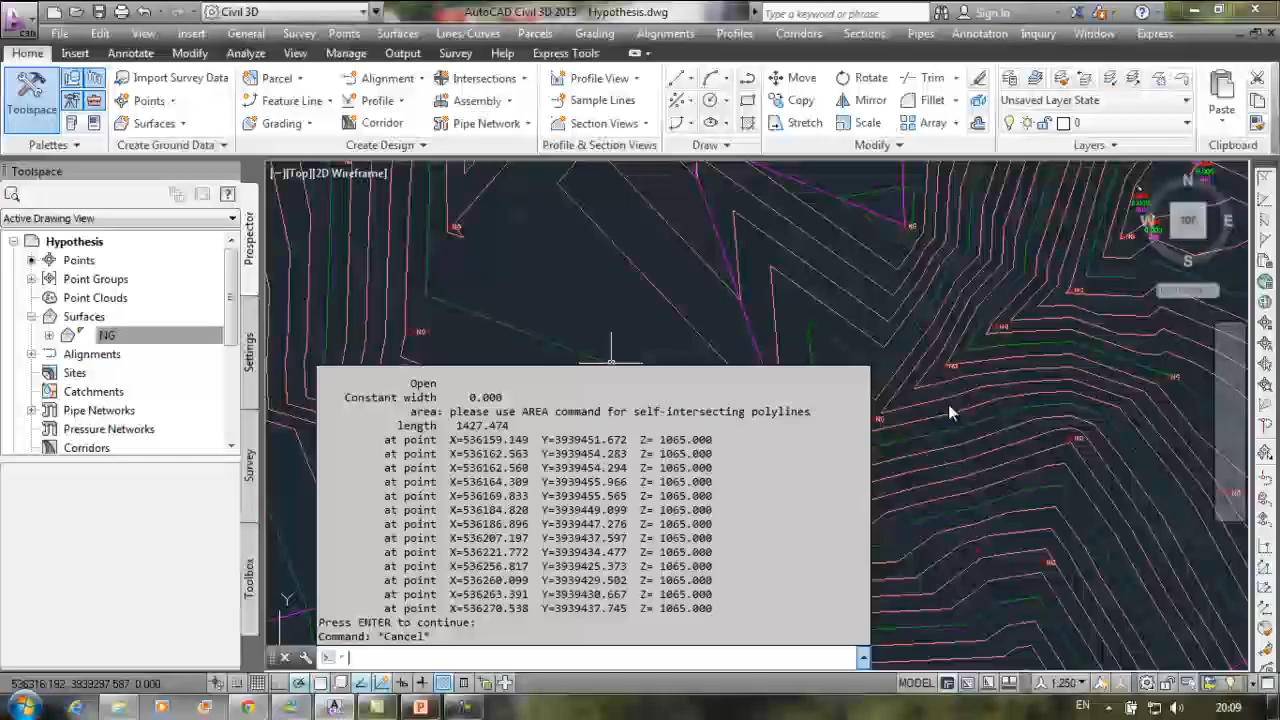 Civil 3D
AutoCAD Civil 3D 2013 Hypothesis.dwg
Type a keyword or phrase
Sign In
File Edit View Insert General Survey Points Surfaces Lines/Curves Parcels Grading Alignments Profiles Corridors Sections Pipes Annotation Inquiry Window Express
Home Insert Annotate Modify Analyze View Manage Output Survey Help Express Tools
Toolspace
Import Survey Data
Points
Surfaces
Parcel
Feature Line
Grading
Alignment
Profile
Corridor
Intersections
Assembly
Pipe Network
Profile View
Sample Lines
Section Views
Move
Copy
Stretch
Rotate
Mirror
Scale
Trim
Fillet
Array
Unsaved Layer State
0
Paste
Palettes
Create Ground Data
Create Design
Profile & Section Views
Draw
Modify
Layers
Clipboard
Toolspace
Active Drawing View
Hypothesis
Points
Point Groups
Point Clouds
Surfaces
NG
Alignments
Sites
Catchments
Pipe Networks
Pressure Networks
Corridors
Prospector
Settings
Survey
Toolbox
[−][Top][2D Wireframe]
N
W TOP E
S
NG
NG
NG
NG
NG
NG
NG
NG
NG
NG
Y
Open
Constant width 0.000
area: please use AREA command for self-intersecting polylines
length 1427.474
at point X=536159.149 Y=3939451.672 Z= 1065.000
at point X=536162.563 Y=3939454.283 Z= 1065.000
at point X=536162.560 Y=3939454.294 Z= 1065.000
at point X=536164.309 Y=3939455.966 Z= 1065.000
at point X=536169.833 Y=3939455.565 Z= 1065.000
at point X=536184.820 Y=3939449.099 Z= 1065.000
at point X=536186.896 Y=3939447.276 Z= 1065.000
at point X=536207.197 Y=3939437.597 Z= 1065.000
at point X=536221.772 Y=3939434.477 Z= 1065.000
at point X=536256.817 Y=3939425.373 Z= 1065.000
at point X=536260.099 Y=3939429.502 Z= 1065.000
at point X=536263.391 Y=3939430.667 Z= 1065.000
at point X=536270.538 Y=3939437.745 Z= 1065.000
Press ENTER to continue:
Command: *Cancel*
536316.192, 3939297.587, 0.000
MODEL
1:250
EN
20:09